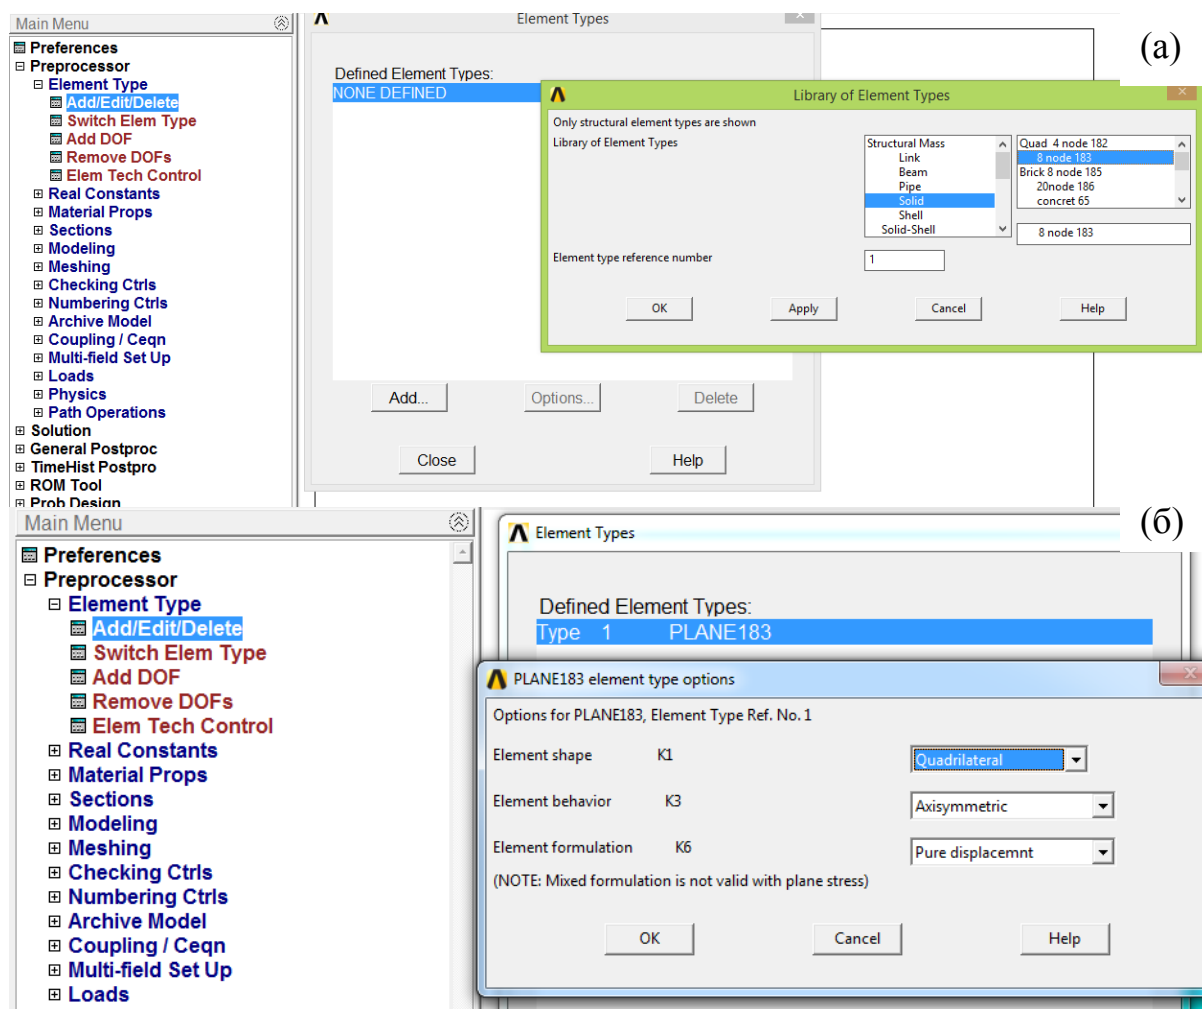 Main Menu
Preferences
Preprocessor
Element Type
Add/Edit/Delete
Switch Elem Type
Add DOF
Remove DOFs
Elem Tech Control
Real Constants
Material Props
Sections
Modeling
Meshing
Checking Ctrls
Numbering Ctrls
Archive Model
Coupling / Ceqn
Multi-field Set Up
Loads
Physics
Path Operations
Solution
General Postproc
TimeHist Postpro
ROM Tool
Prob Design
Element Types
Defined Element Types:
NONE DEFINED
Add...
Options...
Delete
Close
Help
(а)
Library of Element Types
Only structural element types are shown
Library of Element Types
Structural Mass
Link
Beam
Pipe
Solid
Shell
Solid-Shell
Quad 4 node 182
8 node 183
Brick 8 node 185
20node 186
concret 65
8 node 183
Element type reference number
1
OK
Apply
Cancel
Help
Main Menu
Preferences
Preprocessor
Element Type
Add/Edit/Delete
Switch Elem Type
Add DOF
Remove DOFs
Elem Tech Control
Real Constants
Material Props
Sections
Modeling
Meshing
Checking Ctrls
Numbering Ctrls
Archive Model
Coupling / Ceqn
Multi-field Set Up
Loads
(б)
Element Types
Defined Element Types:
Type 1 PLANE183
PLANE183 element type options
Options for PLANE183, Element Type Ref. No. 1
Element shape K1 Quadrilateral
Element behavior K3 Axisymmetric
Element formulation K6 Pure displacemnt
(NOTE: Mixed formulation is not valid with plane stress)
OK
Cancel
Help